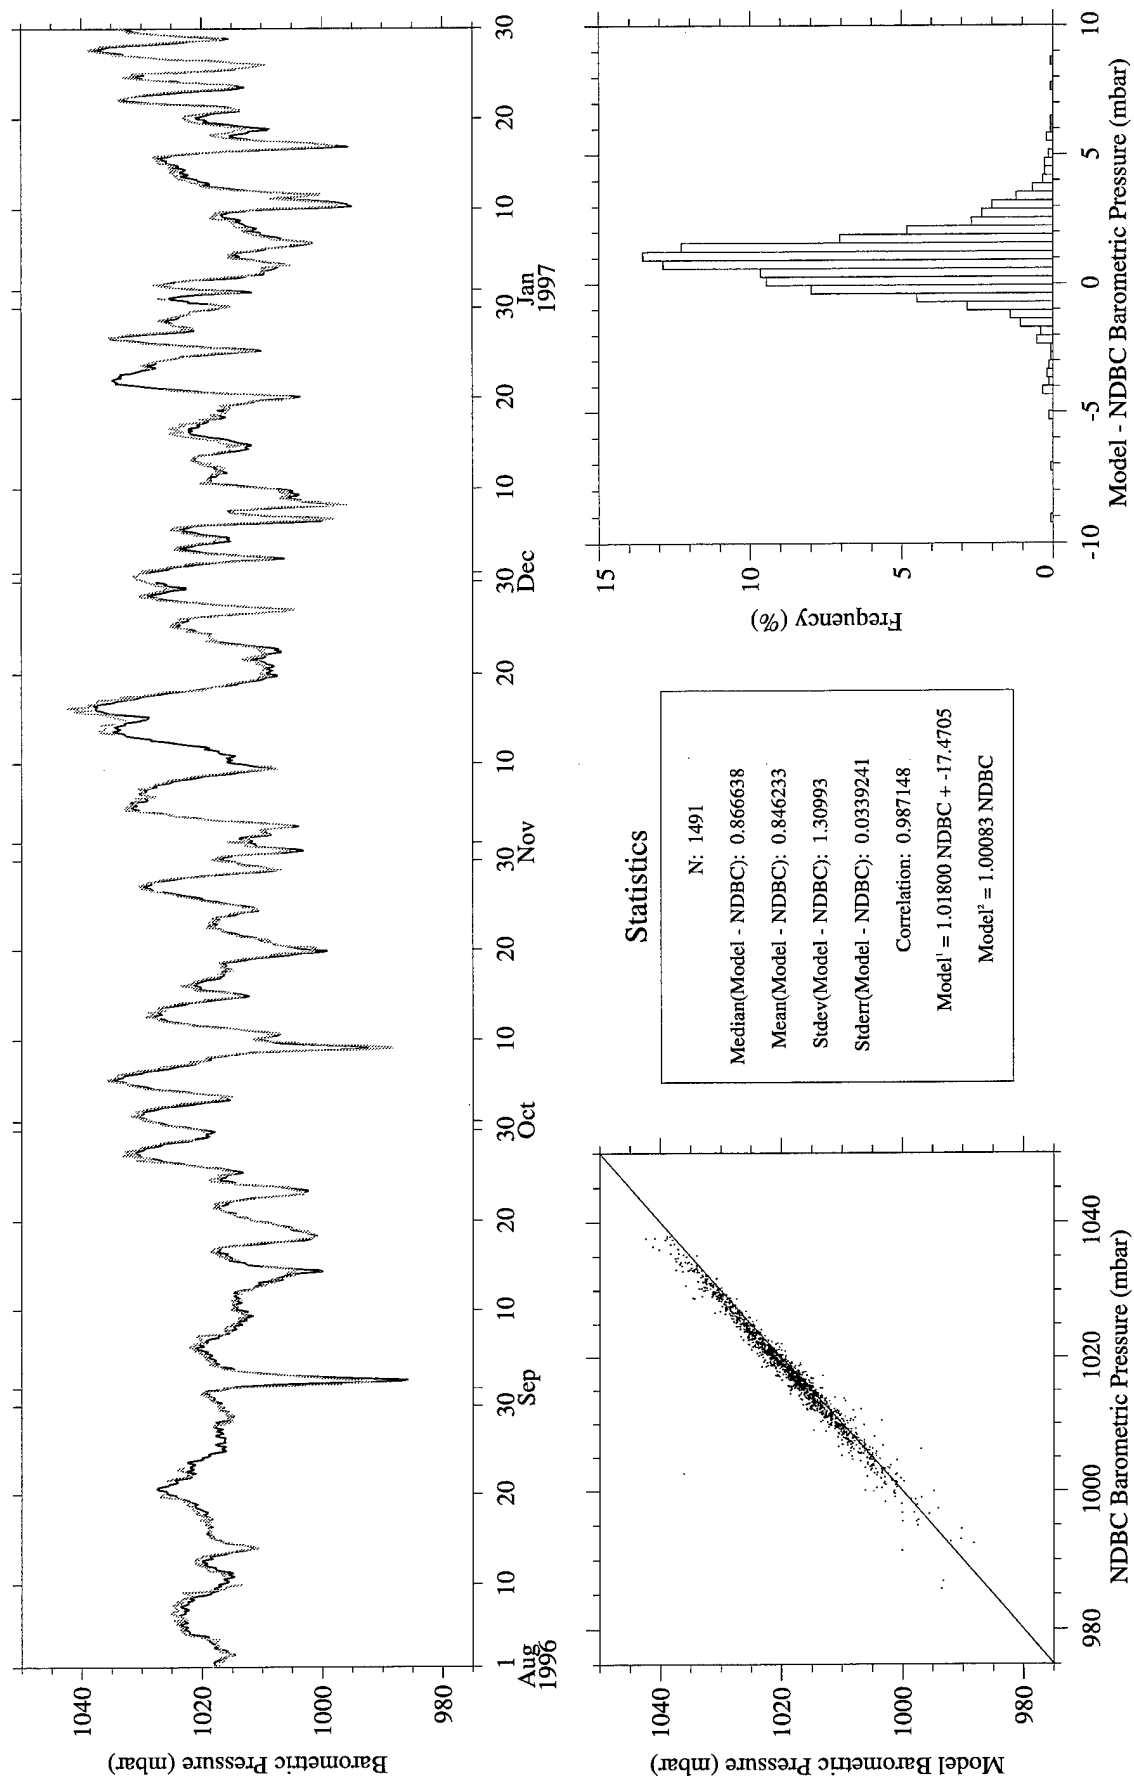 Barometric Pressure (mbar)
1040
1020
1000
980
1 10 20 30 10 20 30 10 20 30 10 20 30 10 20 30 10 20 30
Aug Sep Oct Nov Dec Jan
1996 1997
Model Barometric Pressure (mbar)
1040
1020
1000
980
980 1000 1020 1040
NDBC Barometric Pressure (mbar)
Statistics
N: 1491
Median(Model - NDBC): 0.866638
Mean(Model - NDBC): 0.846233
Stdev(Model - NDBC): 1.30993
Stderr(Model - NDBC): 0.0339241
Correlation: 0.987148
Model¹ = 1.01800 NDBC + -17.4705
Model² = 1.00083 NDBC
Frequency (%)
15
10
5
0
-10 -5 0 5 10
Model - NDBC Barometric Pressure (mbar)